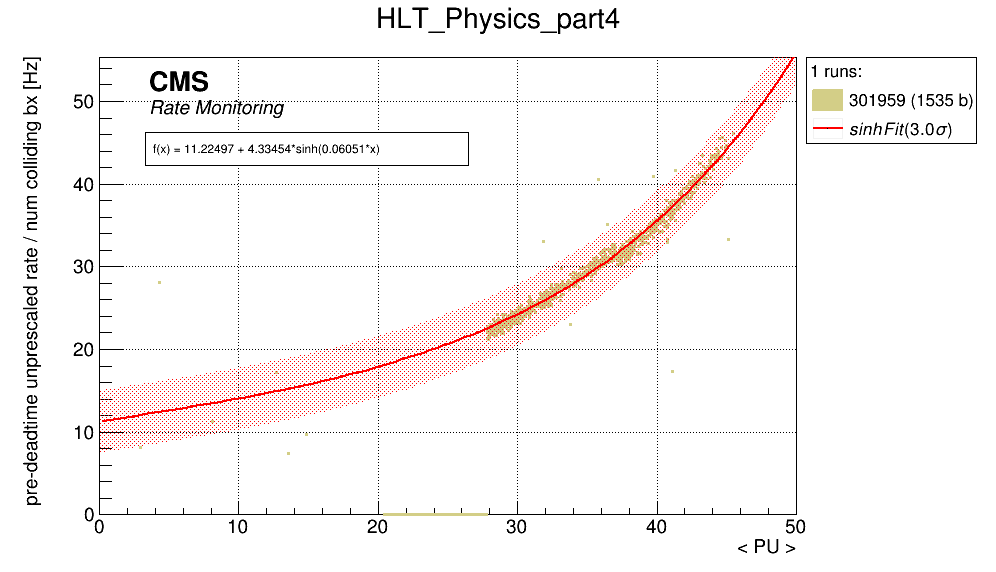 HLT_Physics_part4
pre-deadtime unprescaled rate / num colliding bx [Hz]
CMS
Rate Monitoring
f(x) = 11.22497 + 4.33454*sinh(0.06051*x)
50
40
30
20
10
0
0 10 20 30 40 50
< PU >
1 runs:
301959 (1535 b)
sinhFit(3.0σ)